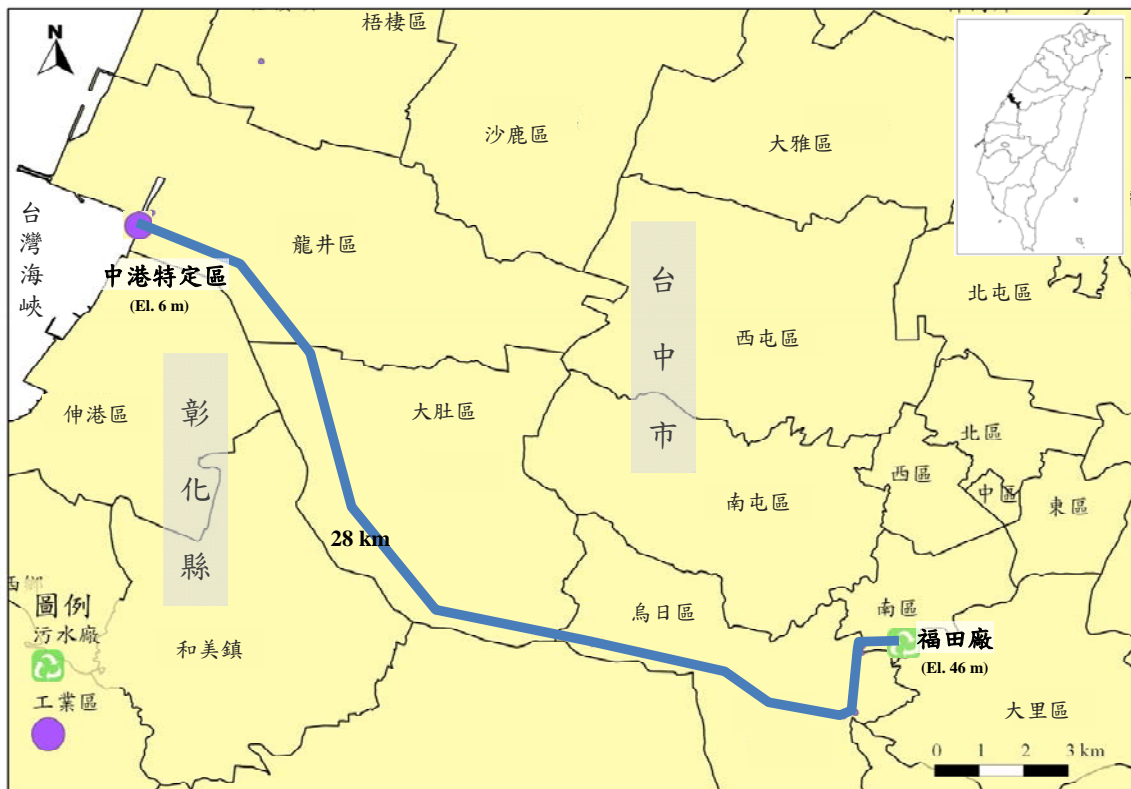 N
梧棲區
沙鹿區
大雅區
台灣海峽
龍井區
台中市
北屯區
中港特定區
(El. 6 m)
西屯區
伸港區
彰化縣
大肚區
北區
西區
中區
東區
南屯區
28 km
烏日區
南區
圖例
污水廠
和美鎮
福田廠
(El. 46 m)
工業區
大里區
0 1 2 3 km